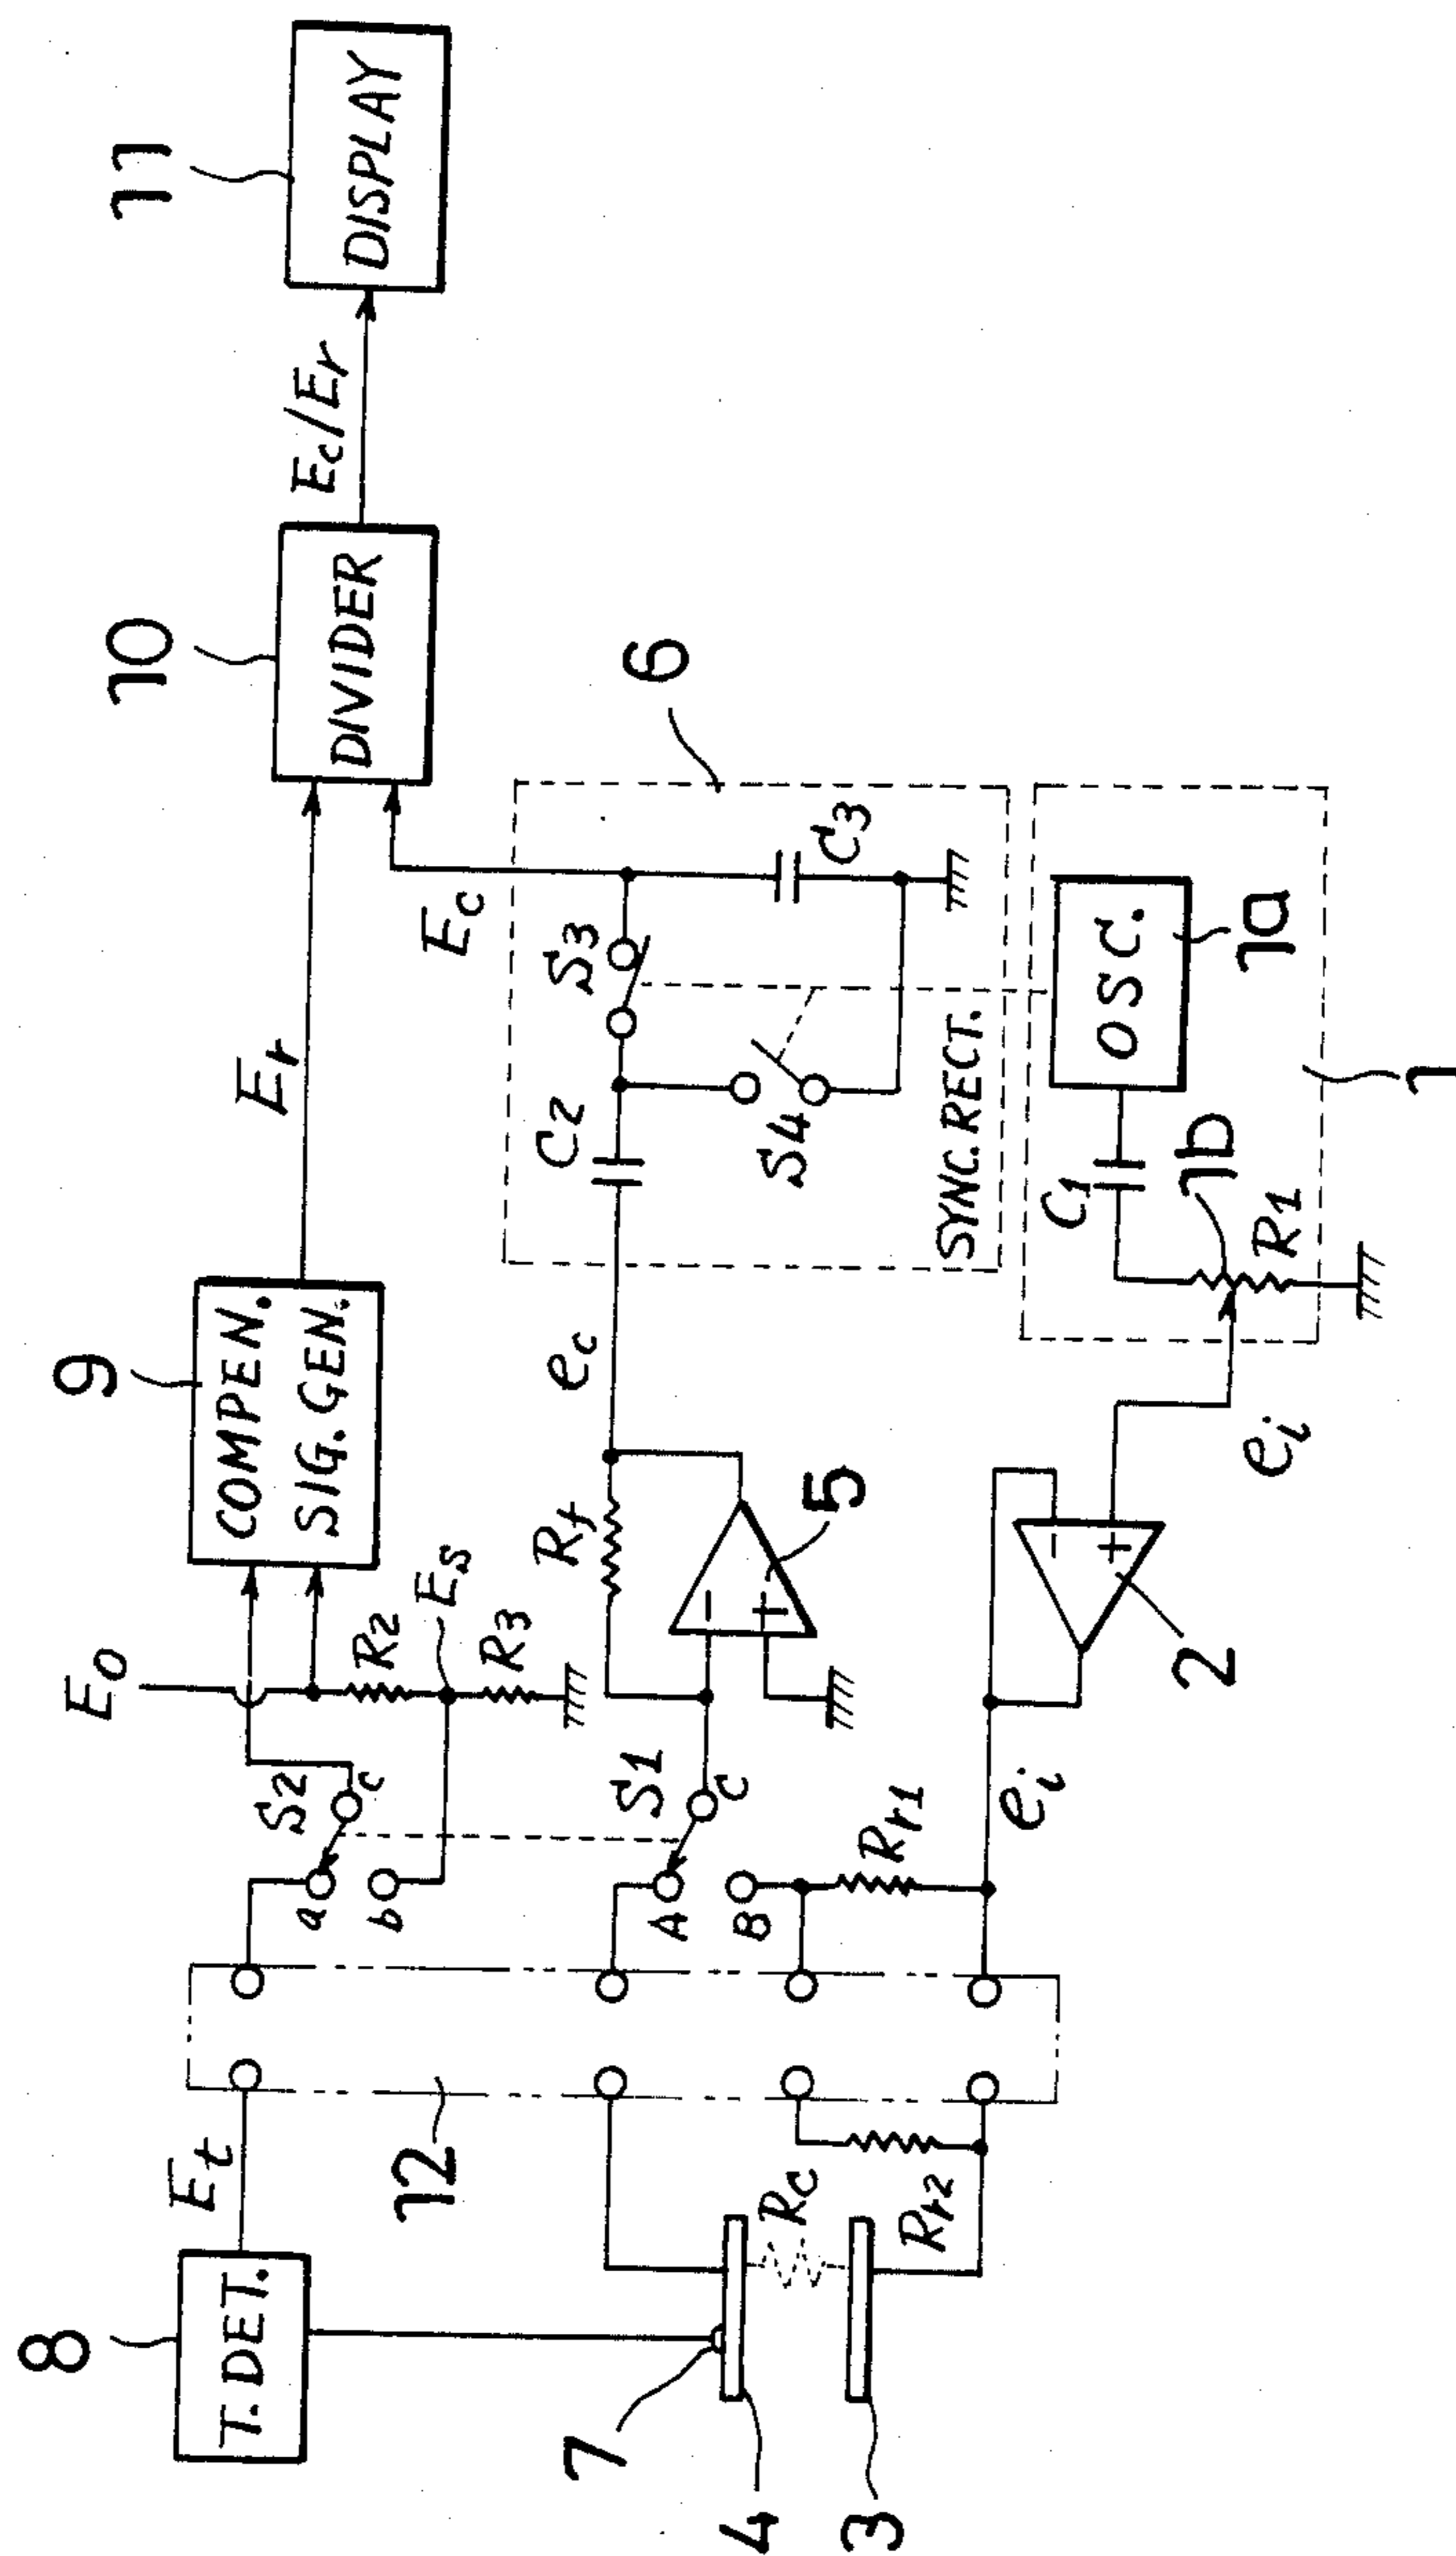 8
T. DET.
Et
12
7
4
3
Rc
Rr2
E0
S2
a
b
c
R2
Es
R3
9
COMPEN.
SIG. GEN.
Er
10
DIVIDER
Ec/Er
11
DISPLAY
S1
A
B
C
Rr1
Rf
5
ec
C2
S3
S4
C3
Ec
6
SYNC. RECT.
ei
2
ei
C1
1b
R1
OSC.
1a
1